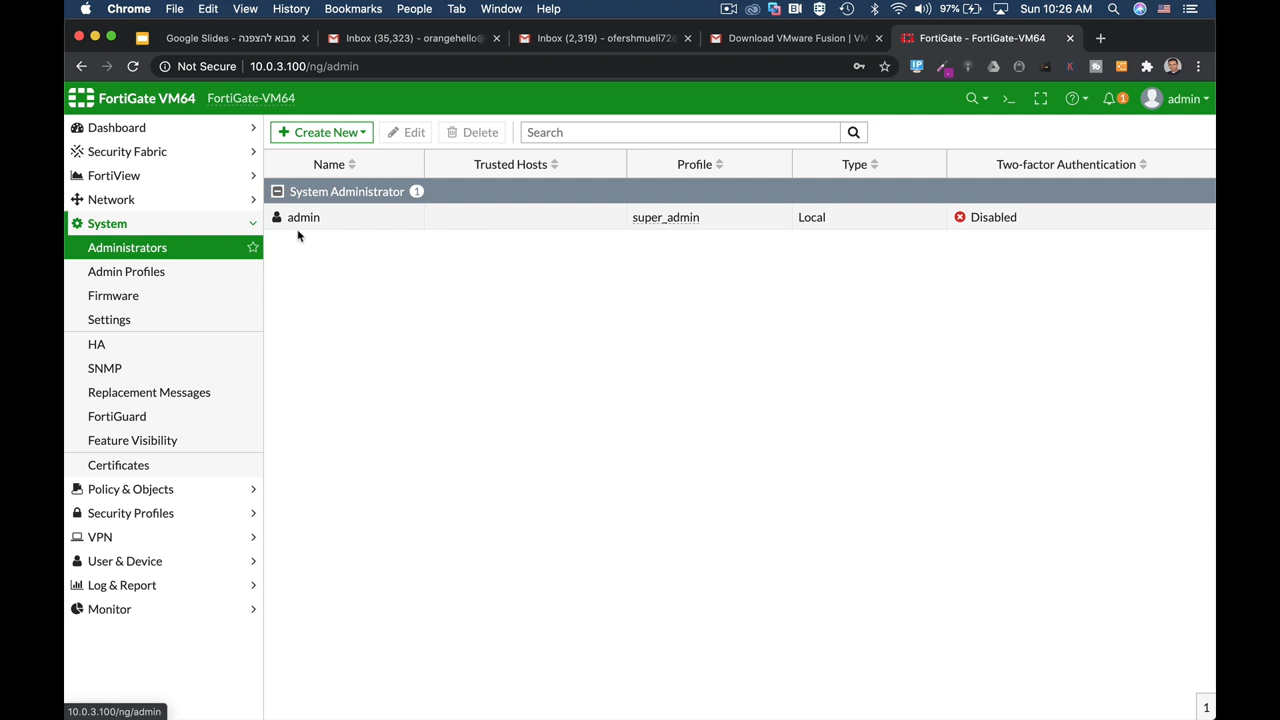 Chrome File Edit View History Bookmarks People Tab Window Help 97% Sun 10:26 AM
Google Slides - מבוא להצפנה Inbox (35,323) - orangehello@ Inbox (2,319) - ofershmueli72@ Download VMware Fusion | VM FortiGate - FortiGate-VM64
Not Secure 10.0.3.100/ng/admin
FortiGate VM64 FortiGate-VM64 1 admin
Dashboard
Security Fabric
FortiView
Network
System
Administrators
Admin Profiles
Firmware
Settings
HA
SNMP
Replacement Messages
FortiGuard
Feature Visibility
Certificates
Policy & Objects
Security Profiles
VPN
User & Device
Log & Report
Monitor
+ Create New Edit Delete Search
Name Trusted Hosts Profile Type Two-factor Authentication
System Administrator 1
admin super_admin Local Disabled
10.0.3.100/ng/admin
1